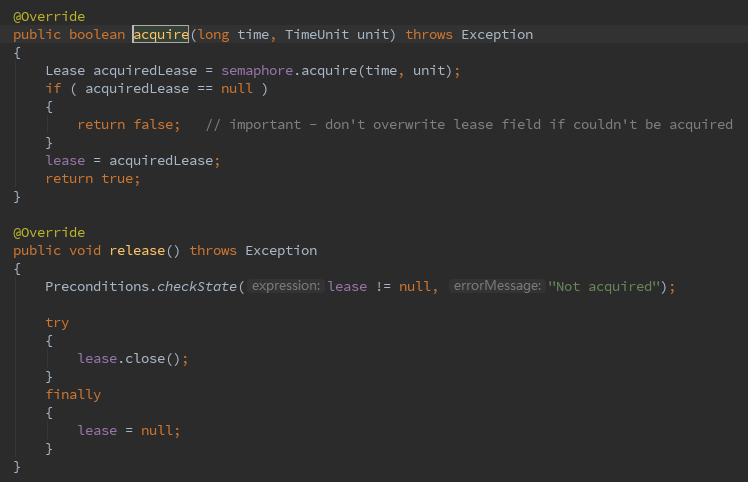 @Override
public boolean acquire(long time, TimeUnit unit) throws Exception
{
    Lease acquiredLease = semaphore.acquire(time, unit);
    if ( acquiredLease == null )
    {
        return false;   // important – don't overwrite lease field if couldn't be acquired
    }
    lease = acquiredLease;
    return true;
}

@Override
public void release() throws Exception
{
    Preconditions.checkState( expression: lease != null, errorMessage: "Not acquired");

    try
    {
        lease.close();
    }
    finally
    {
        lease = null;
    }
}